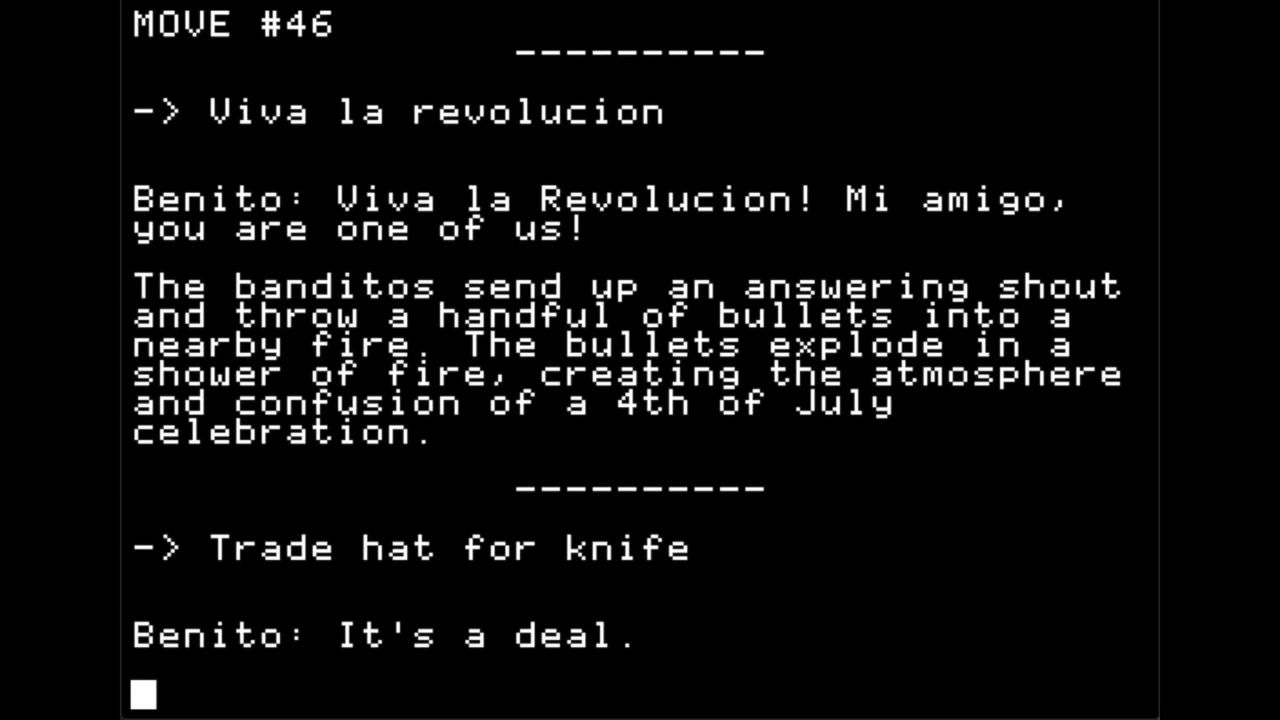 MOVE #46
----------
-> Viva la revolucion
Benito: Viva la Revolucion! Mi amigo,
you are one of us!
The banditos send up an answering shout
and throw a handful of bullets into a
nearby fire. The bullets explode in a
shower of fire, creating the atmosphere
and confusion of a 4th of July
celebration.
----------
-> Trade hat for knife
Benito: It's a deal.